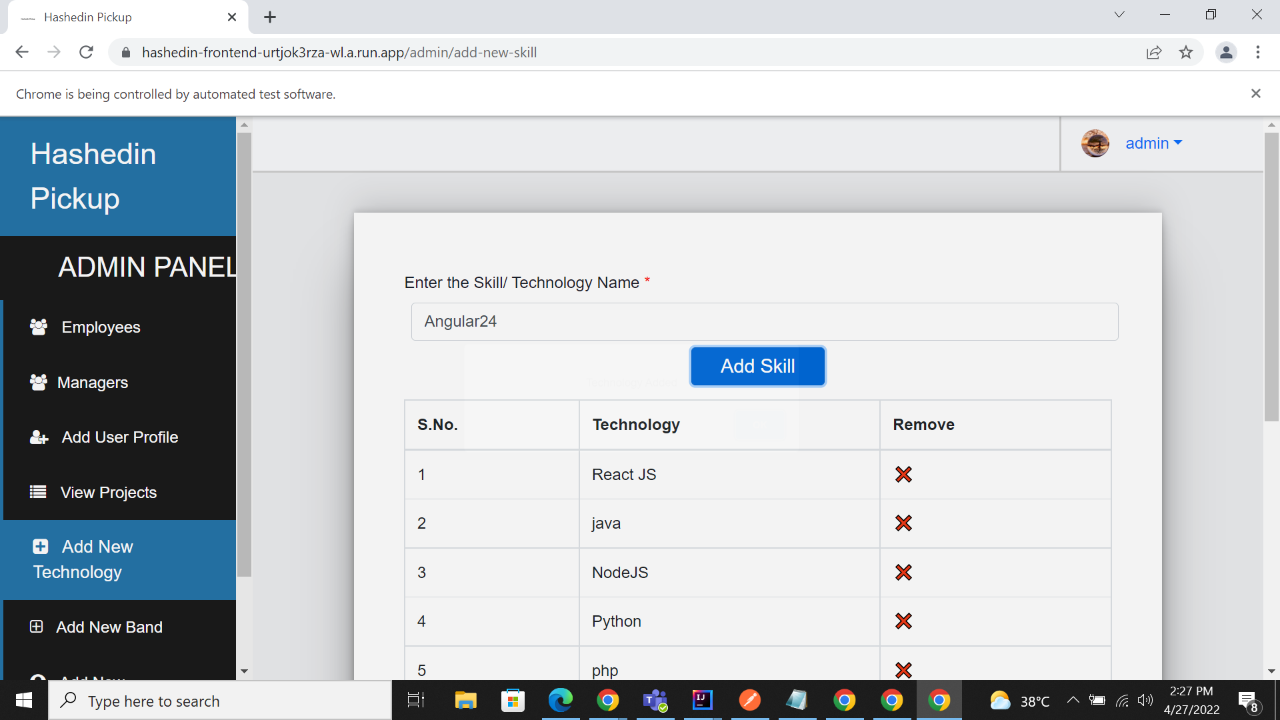 Hashedin Pickup
hashedin-frontend-urtjok3rza-wl.a.run.app/admin/add-new-skill
Chrome is being controlled by automated test software.
Hashedin
Pickup
admin
ADMIN PANEL
Employees
Managers
Add User Profile
View Projects
Add New
Technology
Add New Band
Enter the Skill/ Technology Name *
Angular24
Add Skill
S.No. Technology Remove
1 React JS
2 java
3 NodeJS
4 Python
5 php
Type here to search
38°C
2:27 PM
4/27/2022
8